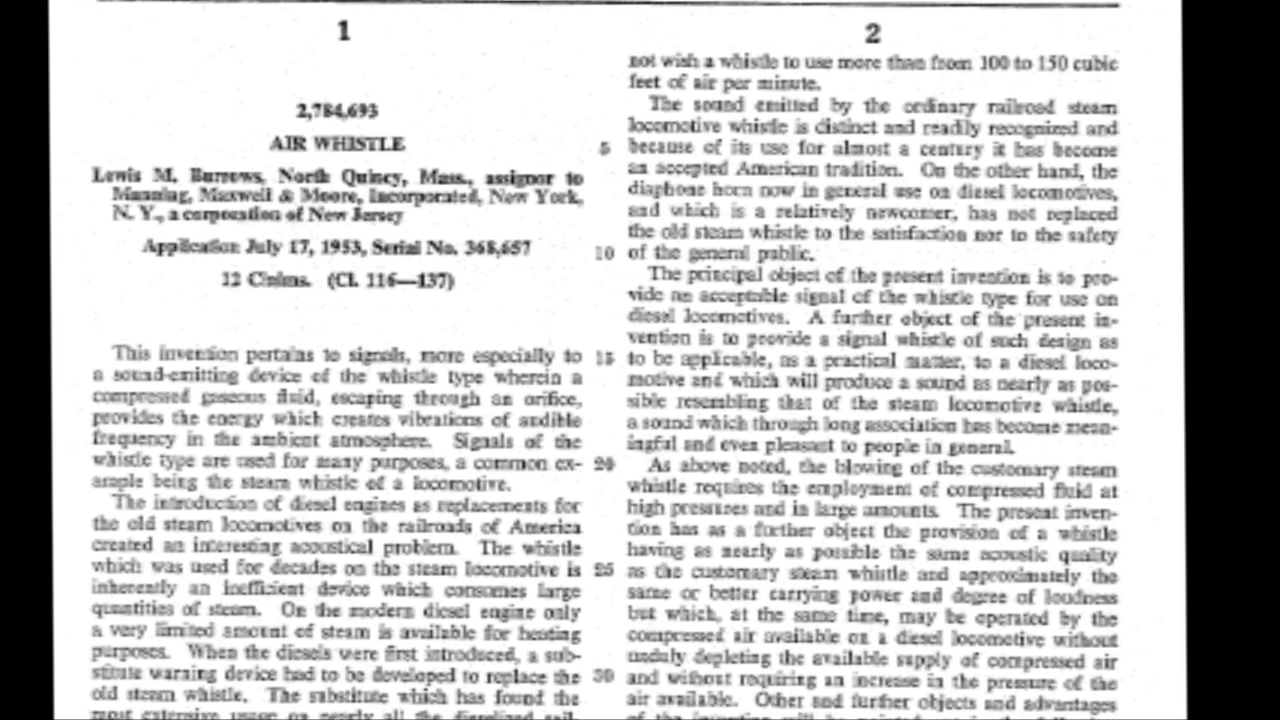 1
2,784,693
AIR WHISTLE
Lewis M. Burrows, North Quincy, Mass., assignor to
Manning, Maxwell & Moore, Incorporated, New York,
N. Y., a corporation of New Jersey
Application July 17, 1953, Serial No. 368,657
12 Claims. (Cl. 116—137)
This invention pertains to signals, more especially to
a sound-emitting device of the whistle type wherein a
compressed gaseous fluid, escaping through an orifice,
provides the energy which creates vibrations of audible
frequency in the ambient atmosphere. Signals of the
whistle type are used for many purposes, a common ex-
ample being the steam whistle of a locomotive.
The introduction of diesel engines as replacements for
the old steam locomotives on the railroads of America
created an interesting acoustical problem. The whistle
which was used for decades on the steam locomotive is
inherently an inefficient device which consumes large
quantities of steam. On the modern diesel engine only
a very limited amount of steam is available for heating
purposes. When the diesels were first introduced, a sub-
stitute warning device had to be developed to replace the
old steam whistle. The substitute which has found the
most extensive usage on nearly all the dieselized rail-
5
10
15
20
25
30
2
not wish a whistle to use more than from 100 to 150 cubic
feet of air per minute.
The sound emitted by the ordinary railroad steam
locomotive whistle is distinct and readily recognized and
because of its use for almost a century it has become
an accepted American tradition. On the other hand, the
diaphone horn now in general use on diesel locomotives,
and which is a relatively newcomer, has not replaced
the old steam whistle to the satisfaction nor to the safety
of the general public.
The principal object of the present invention is to pro-
vide an acceptable signal of the whistle type for use on
diesel locomotives. A further object of the present in-
vention is to provide a signal whistle of such design as
to be applicable, as a practical matter, to a diesel loco-
motive and which will produce a sound as nearly as pos-
sible resembling that of the steam locomotive whistle,
a sound which through long association has become mean-
ingful and even pleasant to people in general.
As above noted, the blowing of the customary steam
whistle requires the employment of compressed fluid at
high pressures and in large amounts. The present inven-
tion has as a further object the provision of a whistle
having as nearly as possible the same acoustic quality
as the customary steam whistle and approximately the
same or better carrying power and degree of loudness
but which, at the same time, may be operated by the
compressed air available on a diesel locomotive without
unduly depleting the available supply of compressed air
and without requiring an increase in the pressure of the
air available. Other and further objects and advantages
of the invention will be pointed